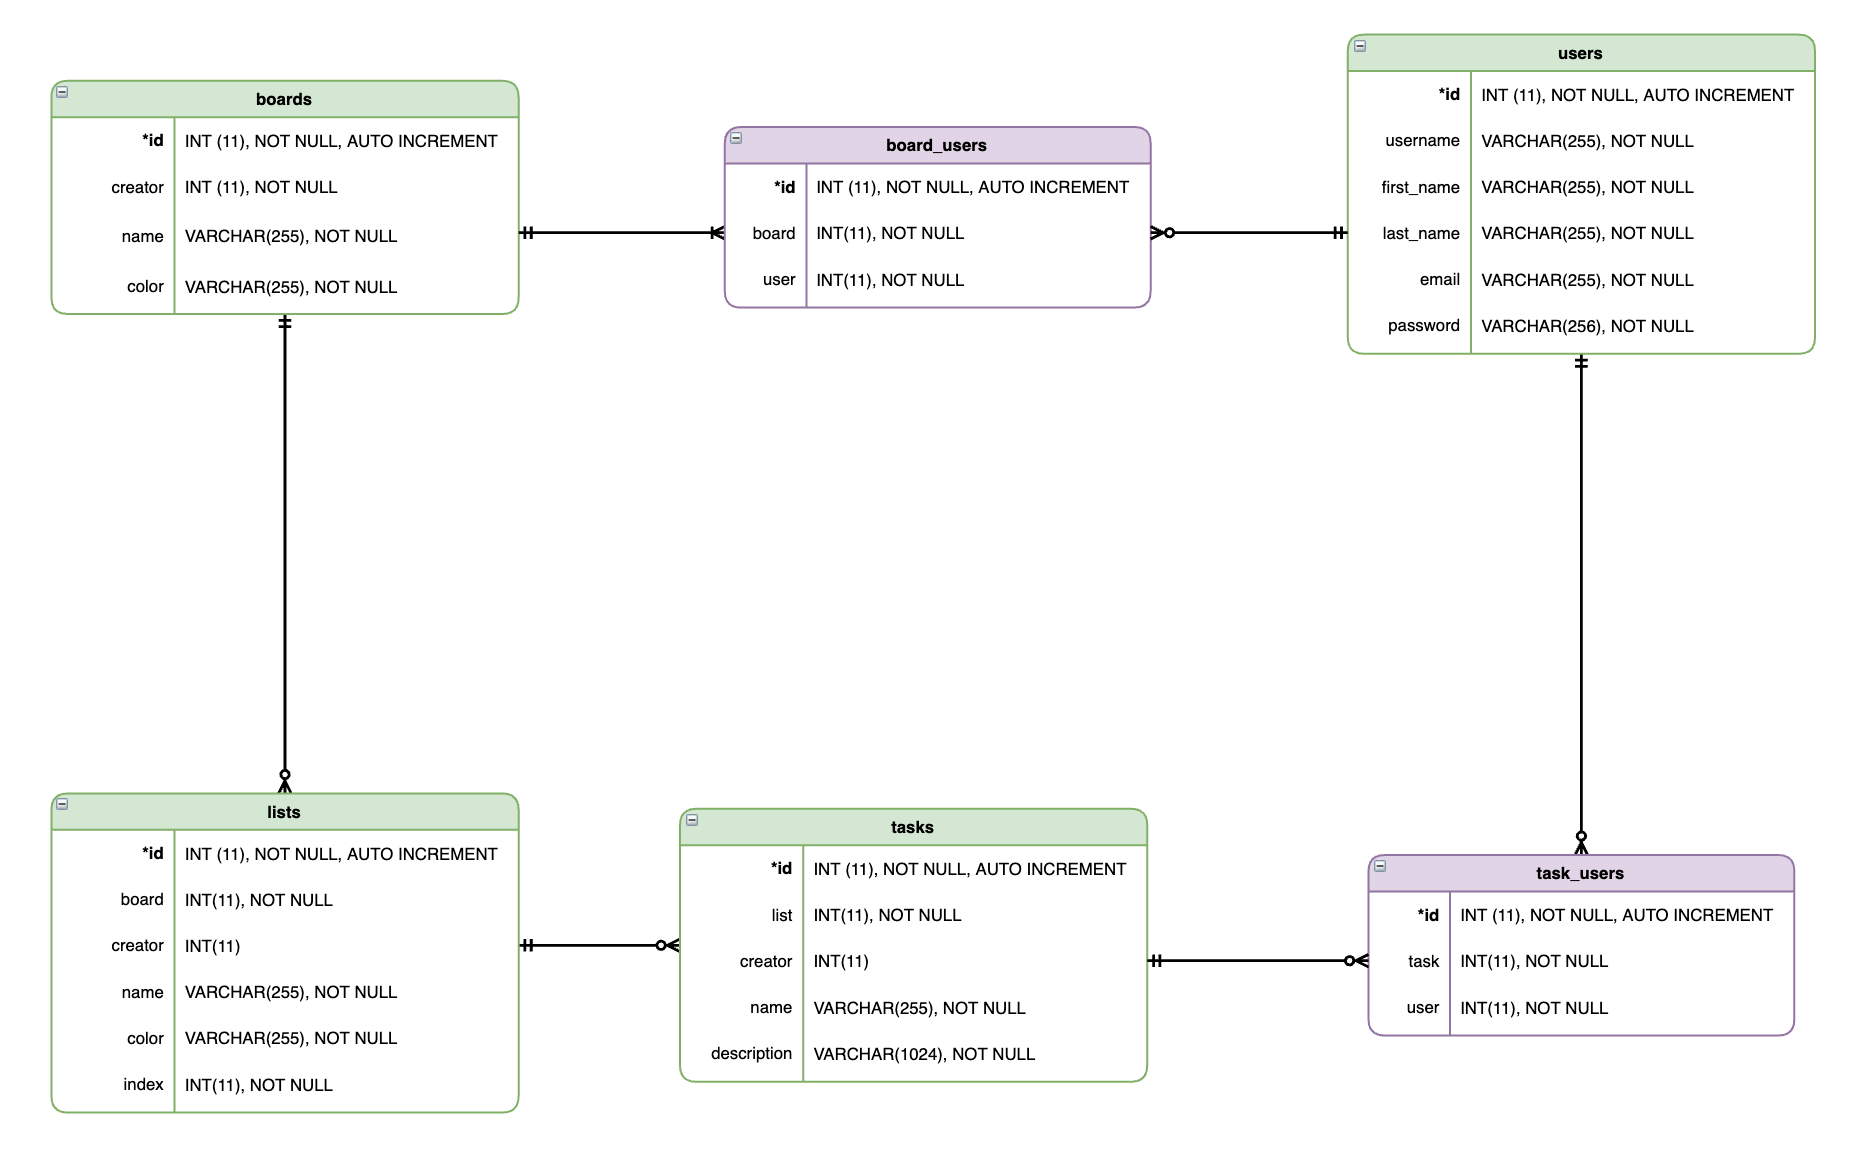 boards
*id INT (11), NOT NULL, AUTO INCREMENT
creator INT (11), NOT NULL
name VARCHAR(255), NOT NULL
color VARCHAR(255), NOT NULL
board_users
*id INT (11), NOT NULL, AUTO INCREMENT
board INT(11), NOT NULL
user INT(11), NOT NULL
users
*id INT (11), NOT NULL, AUTO INCREMENT
username VARCHAR(255), NOT NULL
first_name VARCHAR(255), NOT NULL
last_name VARCHAR(255), NOT NULL
email VARCHAR(255), NOT NULL
password VARCHAR(256), NOT NULL
lists
*id INT (11), NOT NULL, AUTO INCREMENT
board INT(11), NOT NULL
creator INT(11)
name VARCHAR(255), NOT NULL
color VARCHAR(255), NOT NULL
index INT(11), NOT NULL
tasks
*id INT (11), NOT NULL, AUTO INCREMENT
list INT(11), NOT NULL
creator INT(11)
name VARCHAR(255), NOT NULL
description VARCHAR(1024), NOT NULL
task_users
*id INT (11), NOT NULL, AUTO INCREMENT
task INT(11), NOT NULL
user INT(11), NOT NULL